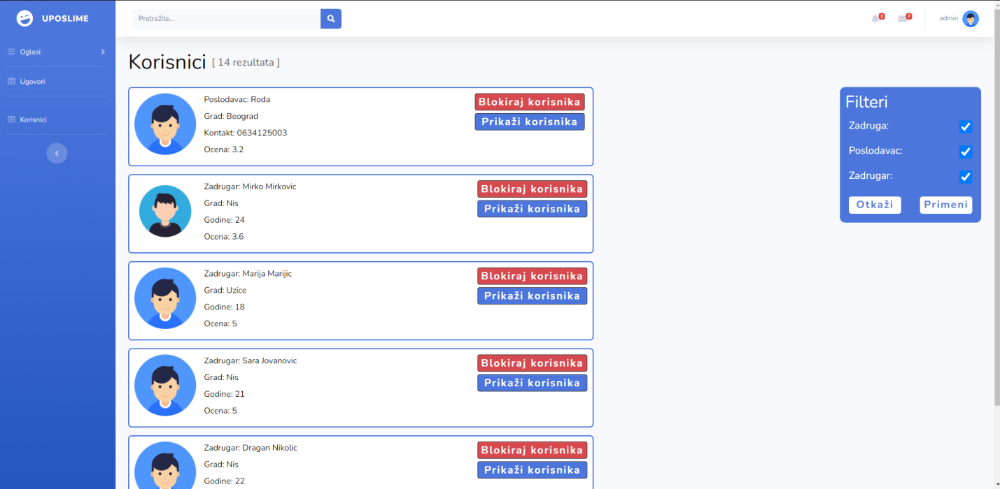 UPOSLIME
Pretražite...
2
7
admin
Oglasi
Ugovori
Korisnici
Korisnici [ 14 rezultata ]
Poslodavac: Roda
Grad: Beograd
Kontakt: 0634125003
Ocena: 3.2
Blokiraj korisnika
Prikaži korisnika
Zadrugar: Mirko Mirkovic
Grad: Nis
Godine: 24
Ocena: 3.6
Blokiraj korisnika
Prikaži korisnika
Zadrugar: Marija Marijic
Grad: Uzice
Godine: 18
Ocena: 5
Blokiraj korisnika
Prikaži korisnika
Zadrugar: Sara Jovanovic
Grad: Nis
Godine: 21
Ocena: 5
Blokiraj korisnika
Prikaži korisnika
Zadrugar: Dragan Nikolic
Grad: Nis
Godine: 22
Blokiraj korisnika
Prikaži korisnika
Filteri
Zadruga:
Poslodavac:
Zadrugar:
Otkaži Primeni